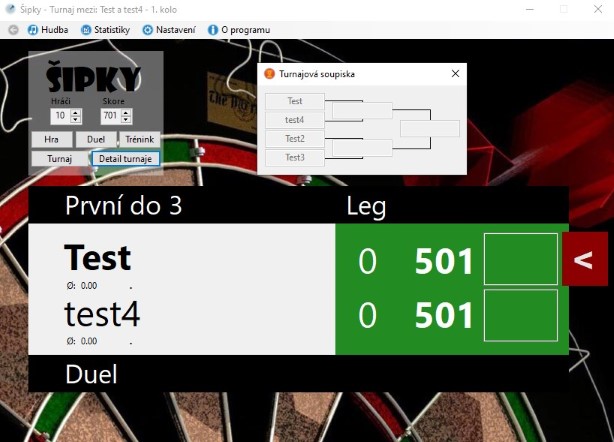 Šipky - Turnaj mezi: Test a test4 - 1. kolo
Hudba Statistiky Nastavení O programu
ŠIPKY
Hráči Skore
10 701
Hra Duel Trénink
Turnaj Detail turnaje
Turnajová soupiska
Test
test4
Test2
Test3
První do 3 Leg
Test 0 501 <
Ø: 0.00 .
test4 0 501
Ø: 0.00 .
Duel